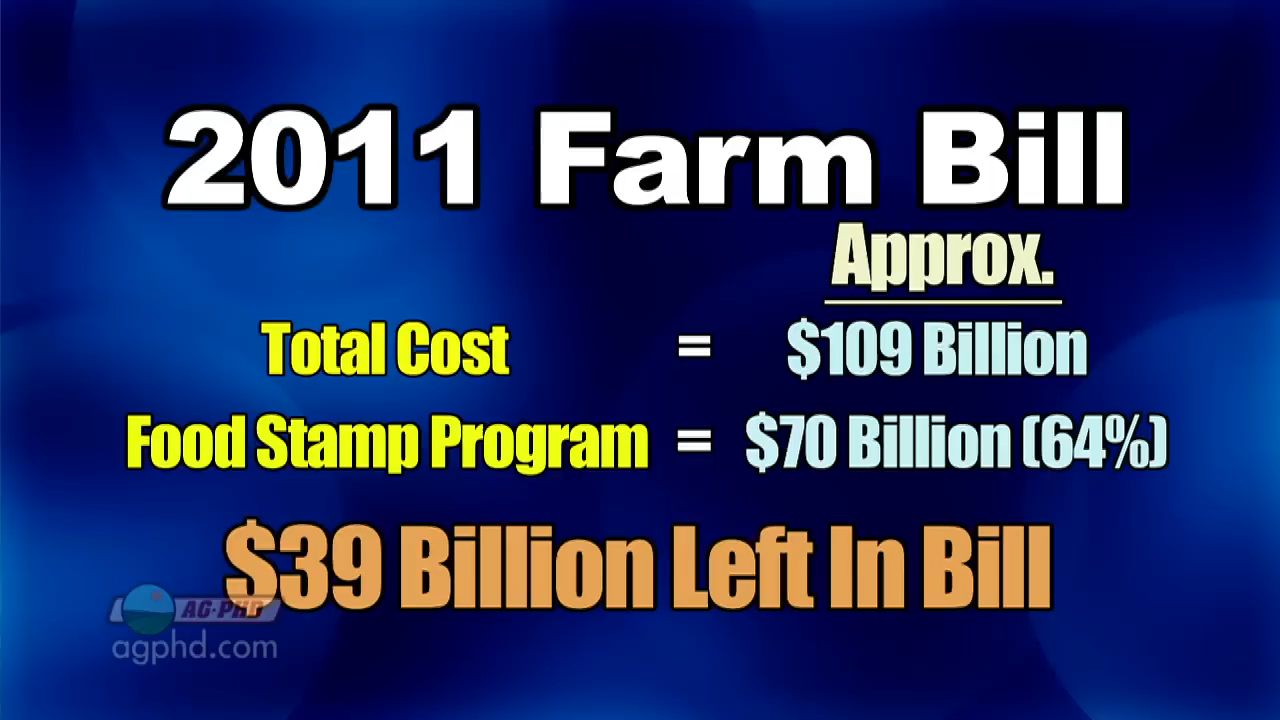 2011 Farm Bill
Approx.
Total Cost = $109 Billion
Food Stamp Program = $70 Billion (64%)
$39 Billion Left In Bill
AG·PHD
agphd.com